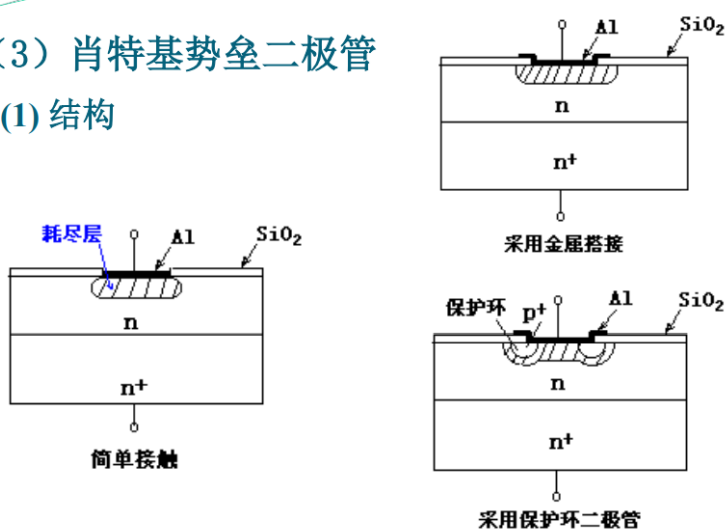 （3）肖特基势垒二极管
(1) 结构
Al
SiO₂
n
n⁺
采用金属搭接
耗尽层
Al
SiO₂
n
n⁺
简单接触
保护环
p⁺
Al
SiO₂
n
n⁺
采用保护环二极管